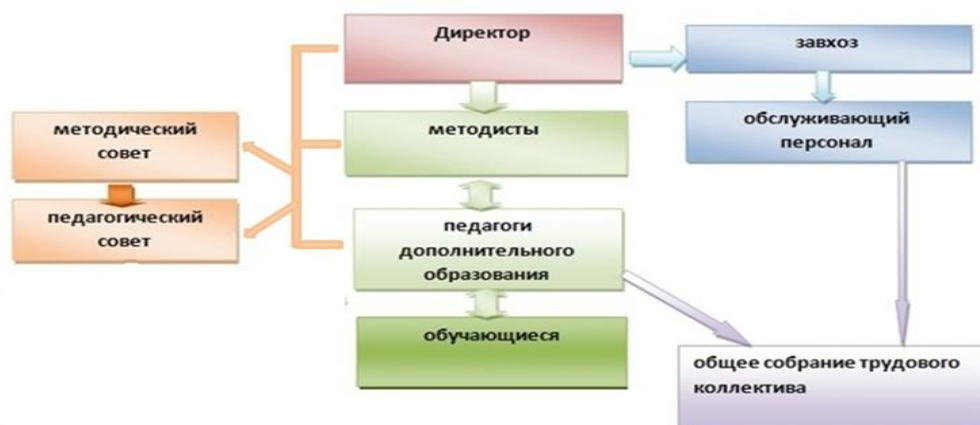 Директор
завхоз
методический
совет
методисты
обслуживающий
персонал
педагогический
совет
педагоги
дополнительного
образования
обучающиеся
общее собрание трудового
коллектива